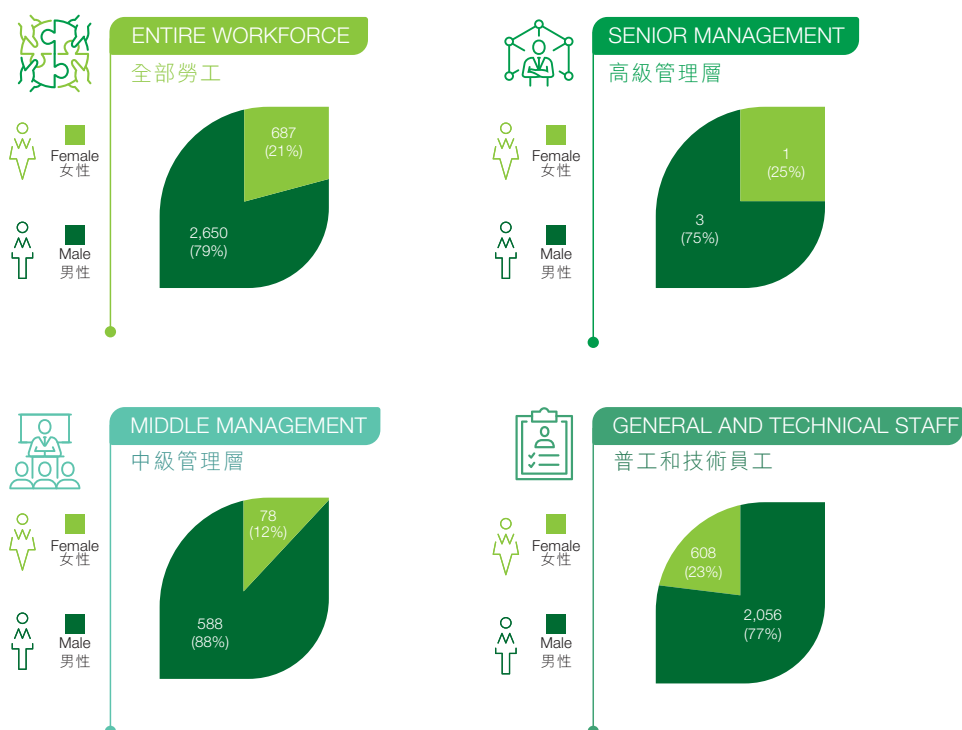 ENTIRE WORKFORCE
全部勞工
Female
女性
Male
男性
687
(21%)
2,650
(79%)
SENIOR MANAGEMENT
高級管理層
Female
女性
Male
男性
1
(25%)
3
(75%)
MIDDLE MANAGEMENT
中級管理層
Female
女性
Male
男性
78
(12%)
588
(88%)
GENERAL AND TECHNICAL STAFF
普工和技術員工
Female
女性
Male
男性
608
(23%)
2,056
(77%)